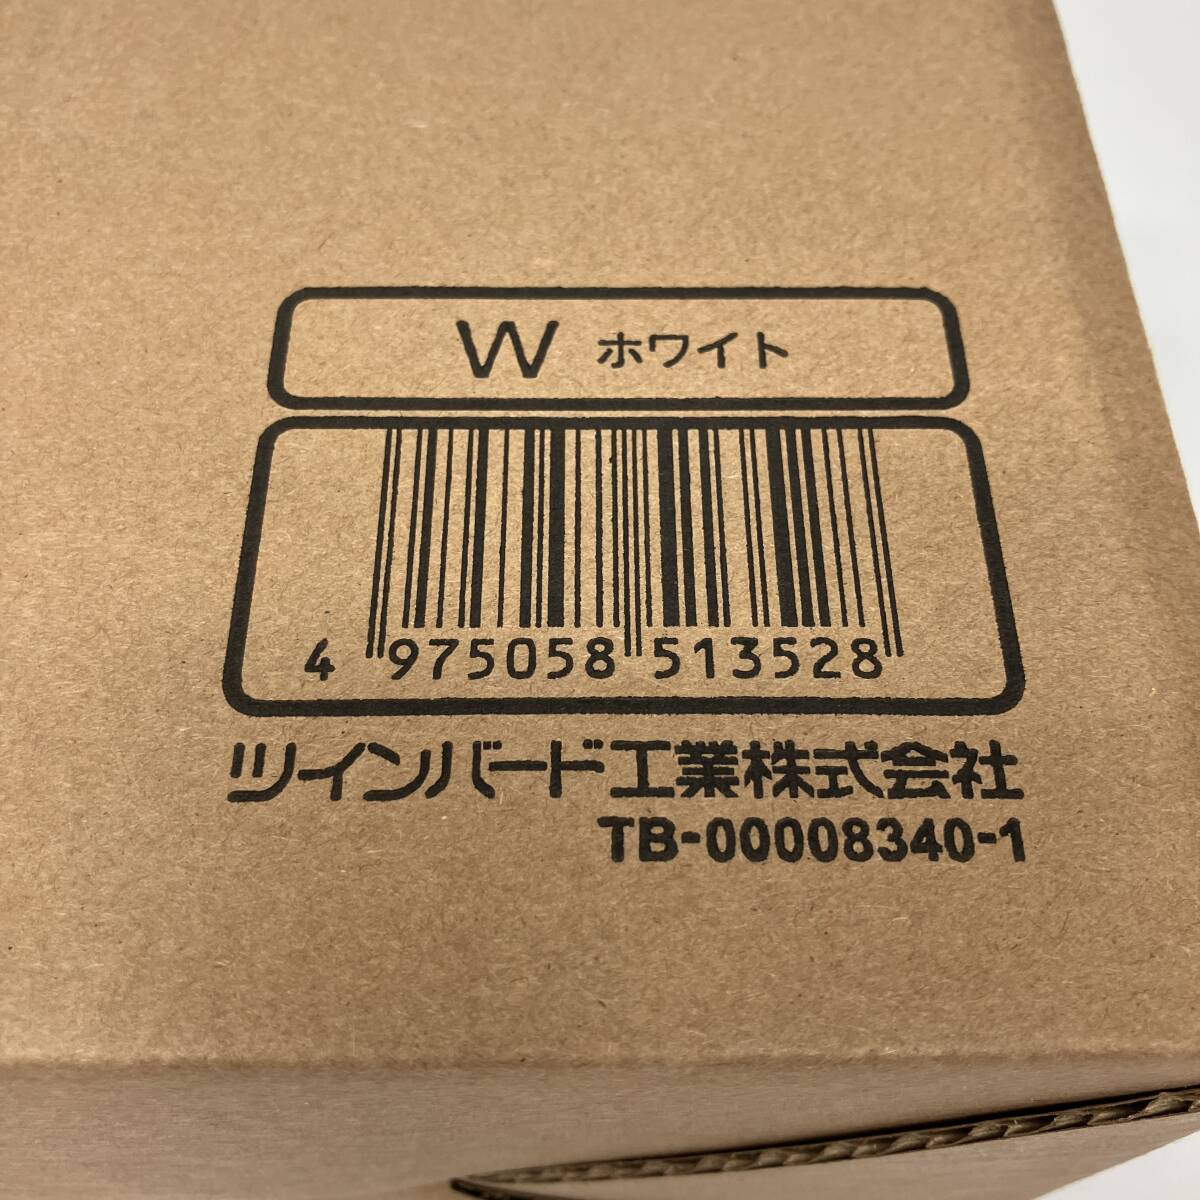 W ホワイト
4 975058 513528
ツインバード工業株式会社
TB-00008340-1